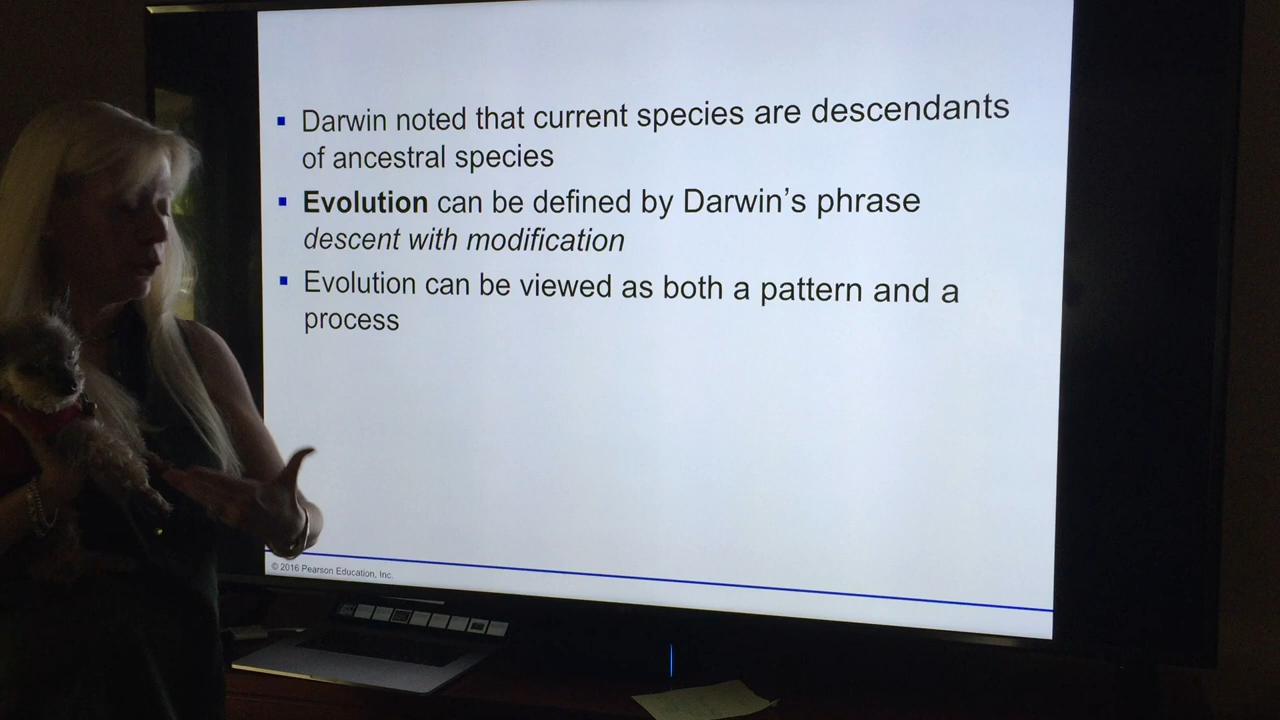 ▪ Darwin noted that current species are descendants
of ancestral species
▪ Evolution can be defined by Darwin’s phrase
descent with modification
▪ Evolution can be viewed as both a pattern and a
process
© 2016 Pearson Education, Inc.